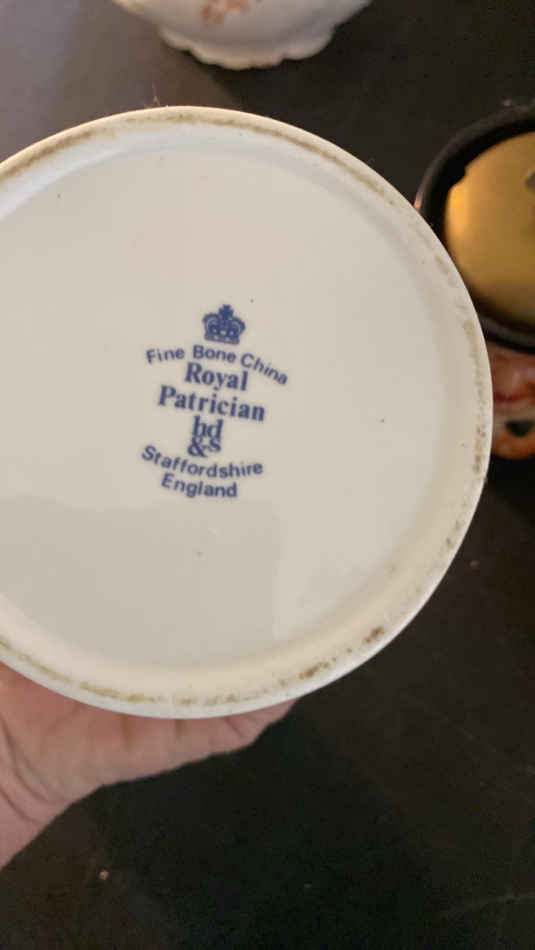 Fine Bone China
Royal
Patrician
bd
&s
Staffordshire
England